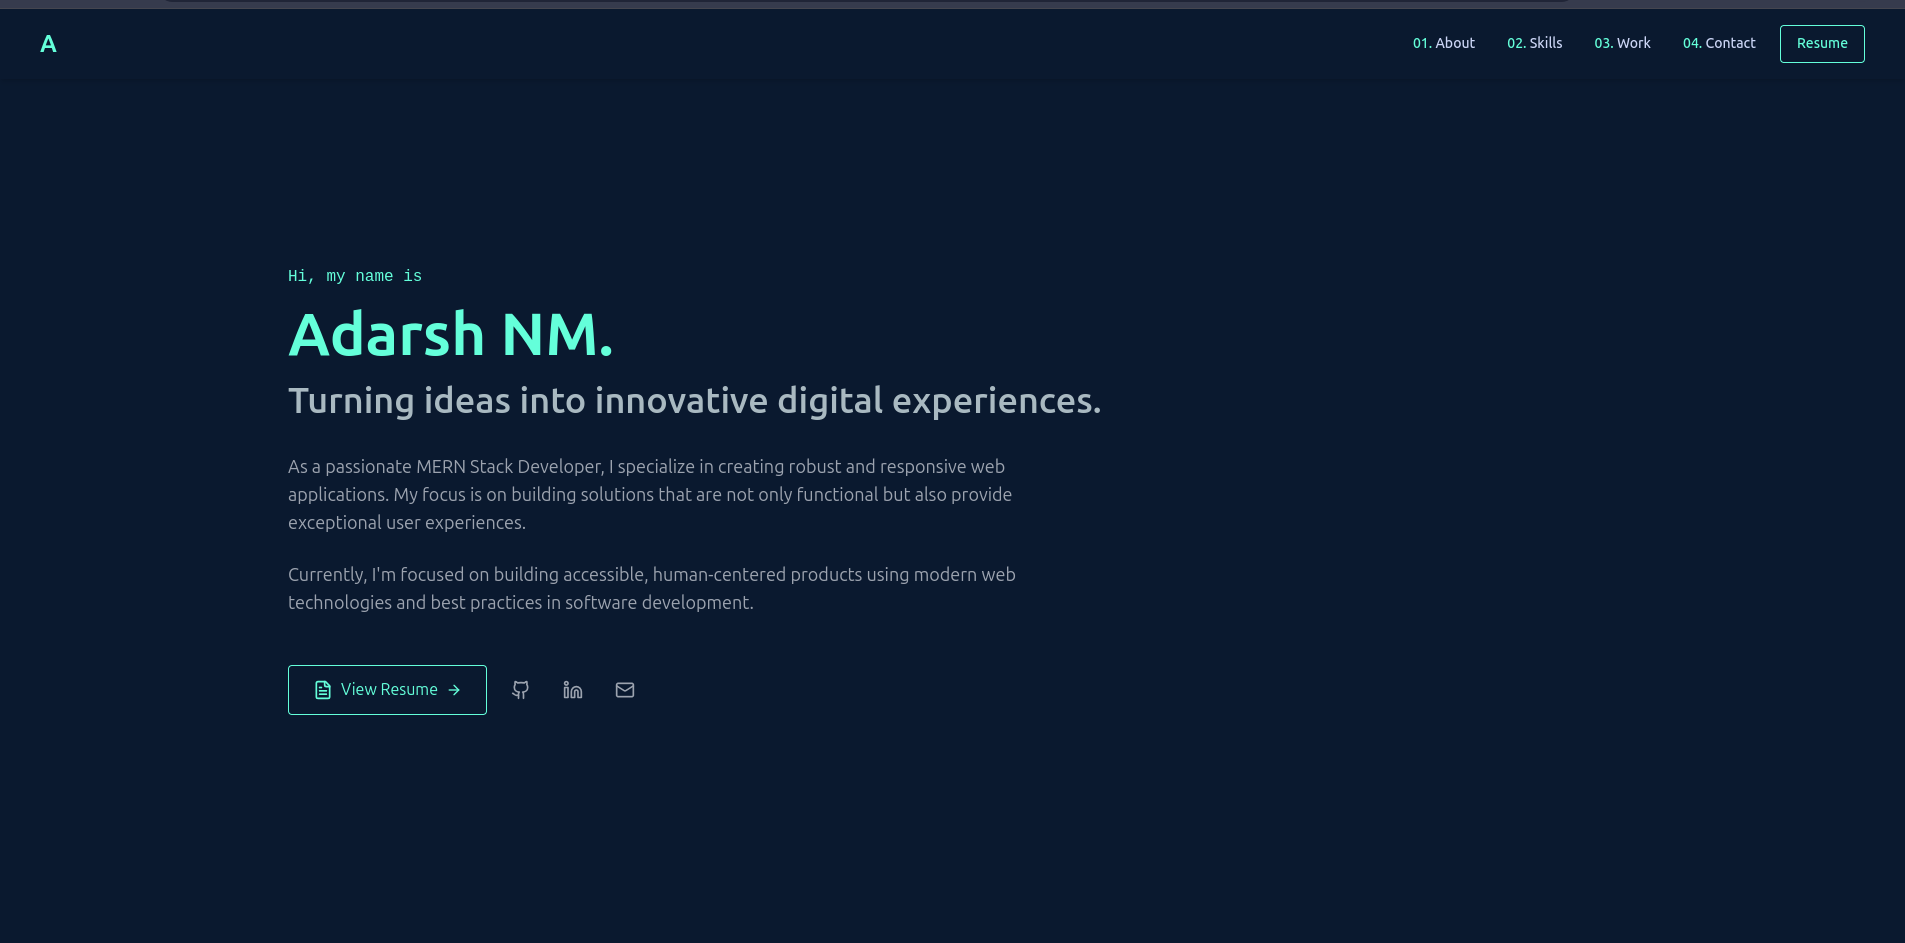 A
01. About 02. Skills 03. Work 04. Contact Resume
Hi, my name is
Adarsh NM.
Turning ideas into innovative digital experiences.
As a passionate MERN Stack Developer, I specialize in creating robust and responsive web
applications. My focus is on building solutions that are not only functional but also provide
exceptional user experiences.
Currently, I'm focused on building accessible, human-centered products using modern web
technologies and best practices in software development.
View Resume